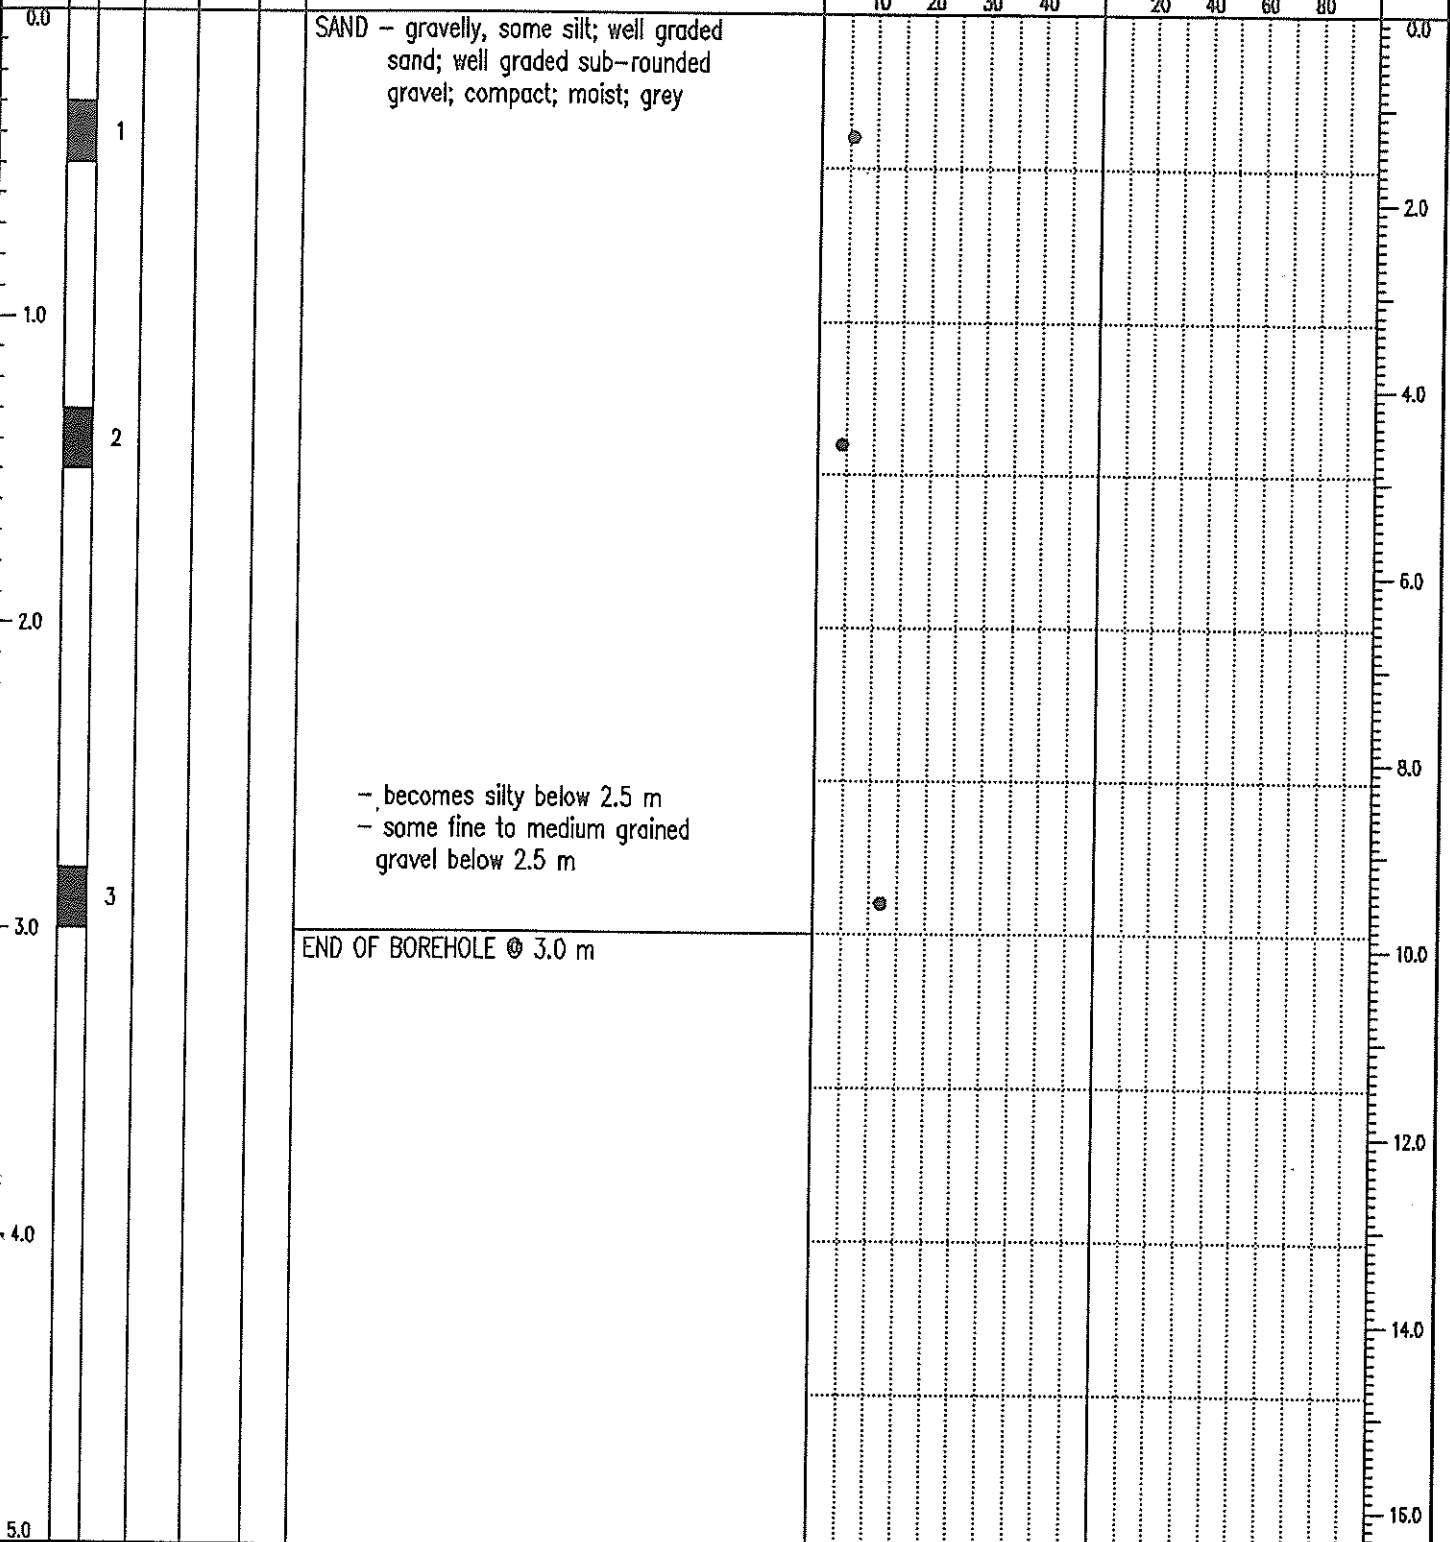 10 20 30 40 20 40 60 80
0.0
SAND – gravelly, some silt; well graded
sand; well graded sub-rounded
gravel; compact; moist; grey
0.0
1
2.0
1.0
4.0
2
6.0
2.0
8.0
– becomes silty below 2.5 m
– some fine to medium grained
gravel below 2.5 m
3
3.0
END OF BOREHOLE @ 3.0 m
10.0
12.0
4.0
14.0
16.0
5.0